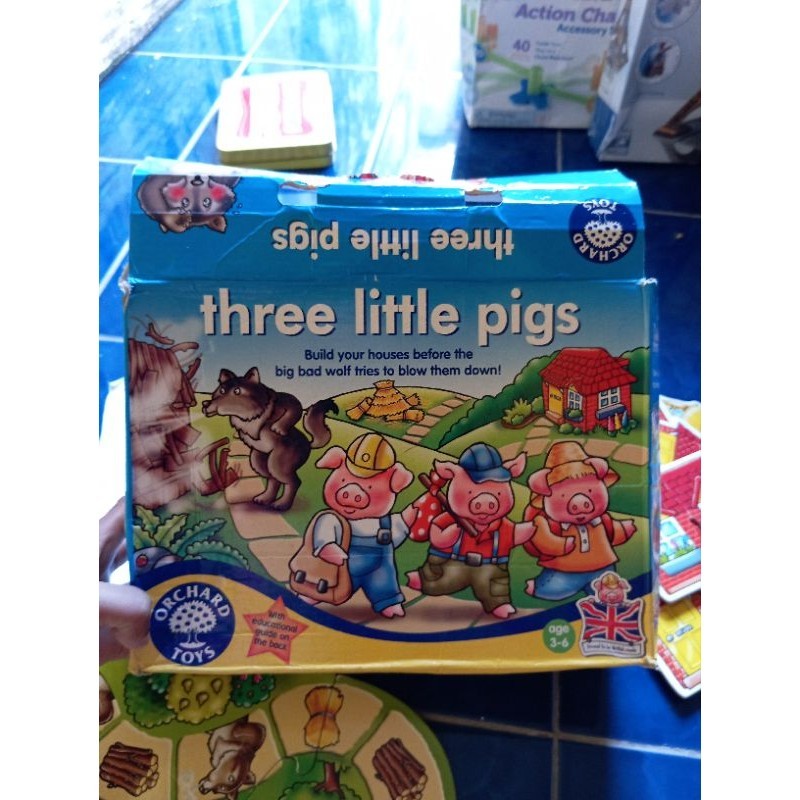 Action Cha
Accessory S
40
three little pigs
ORCHARD
TOYS
three little pigs
Build your houses before the
big bad wolf tries to blow them down!
ORCHARD
TOYS
With
educational
guide on
the back
age
3-6